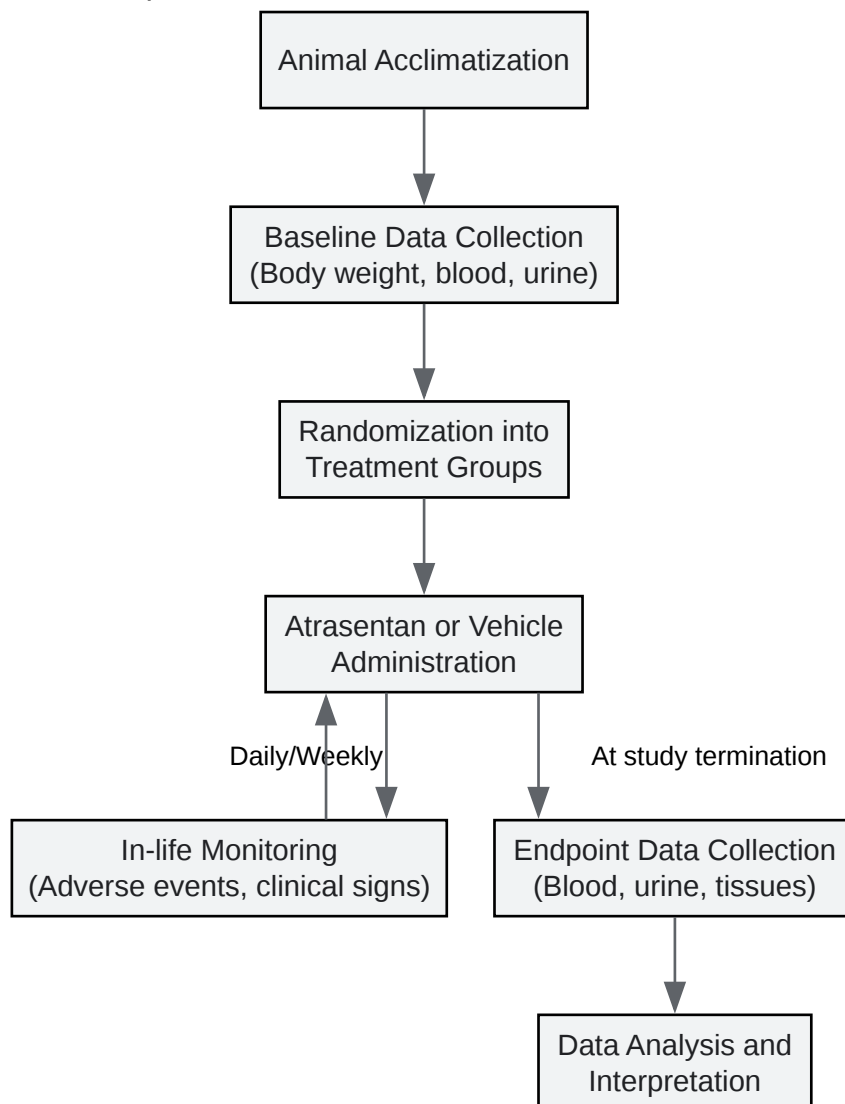 Animal Acclimatization
Baseline Data Collection
(Body weight, blood, urine)
Randomization into
Treatment Groups
Atrasentan or Vehicle
Administration
Daily/Weekly
At study termination
In-life Monitoring
(Adverse events, clinical signs)
Endpoint Data Collection
(Blood, urine, tissues)
Data Analysis and
Interpretation